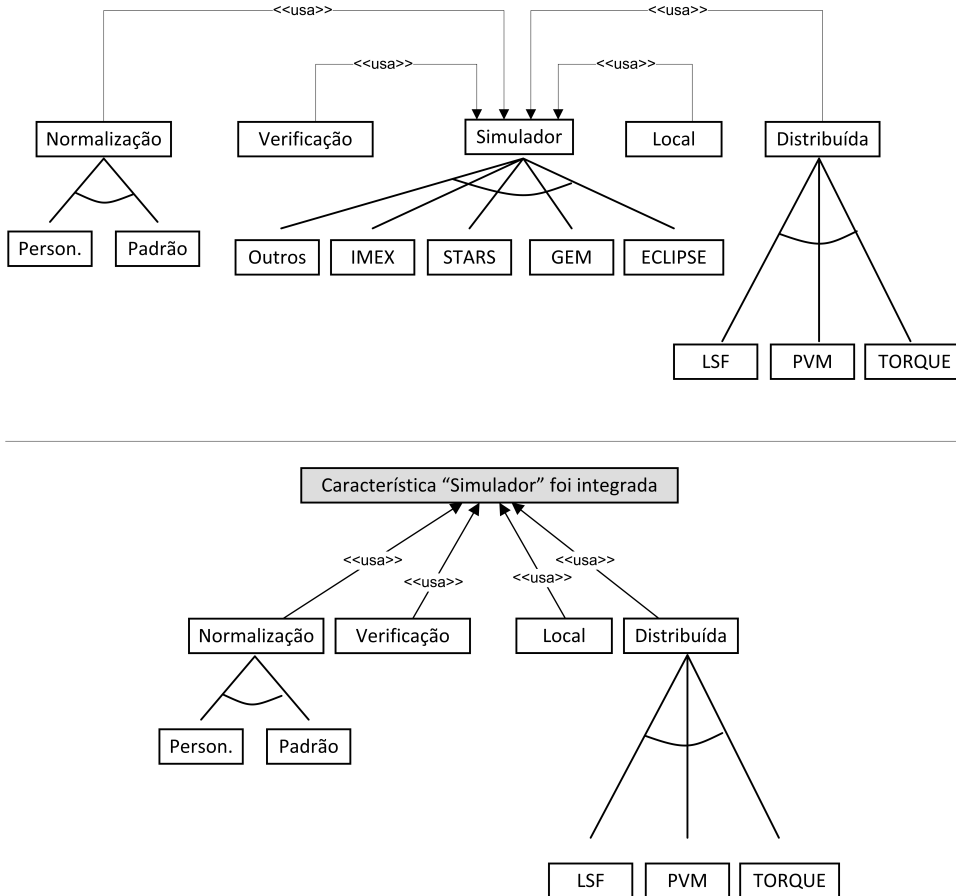 <<usa>> <<usa>>
<<usa>> <<usa>>
Normalização Verificação Simulador Local Distribuída
Person. Padrão Outros IMEX STARS GEM ECLIPSE
LSF PVM TORQUE
Característica “Simulador” foi integrada
<<usa>> <<usa>>
<<usa>> <<usa>>
Normalização Verificação Local Distribuída
Person. Padrão
LSF PVM TORQUE